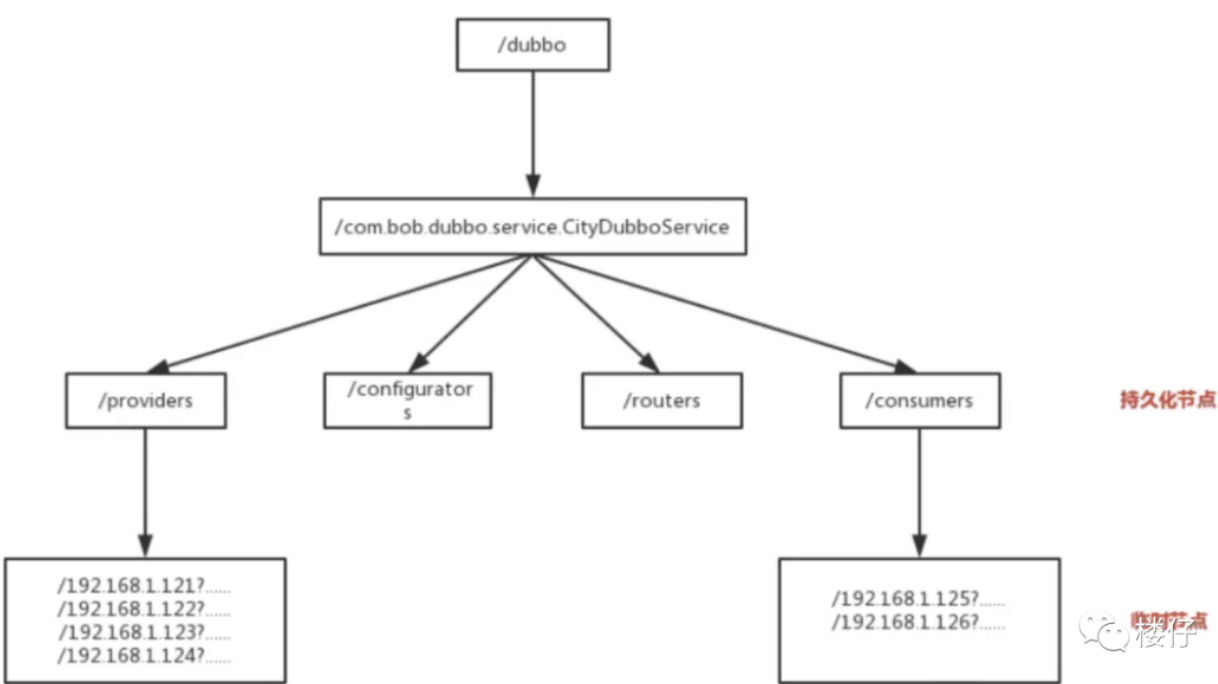 /dubbo
/com.bob.dubbo.service.CityDubboService
/providers
/configurator
s
/routers
/consumers
持久化节点
/192.168.1.121?......
/192.168.1.122?......
/192.168.1.123?......
/192.168.1.124?......
/192.168.1.125?......
/192.168.1.126?......
临时节点
楼仔